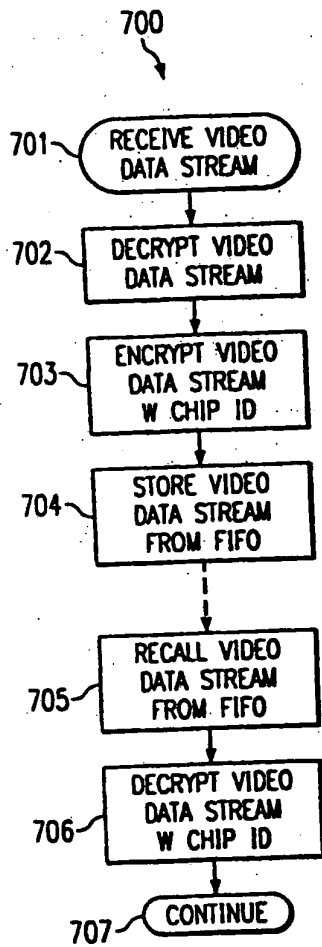 700
701
RECEIVE VIDEO
DATA STREAM
702
DECRYPT VIDEO
DATA STREAM
703
ENCRYPT VIDEO
DATA STREAM
W CHIP ID
704
STORE VIDEO
DATA STREAM
FROM FIFO
705
RECALL VIDEO
DATA STREAM
FROM FIFO
706
DECRYPT VIDEO
DATA STREAM
W CHIP ID
707
CONTINUE